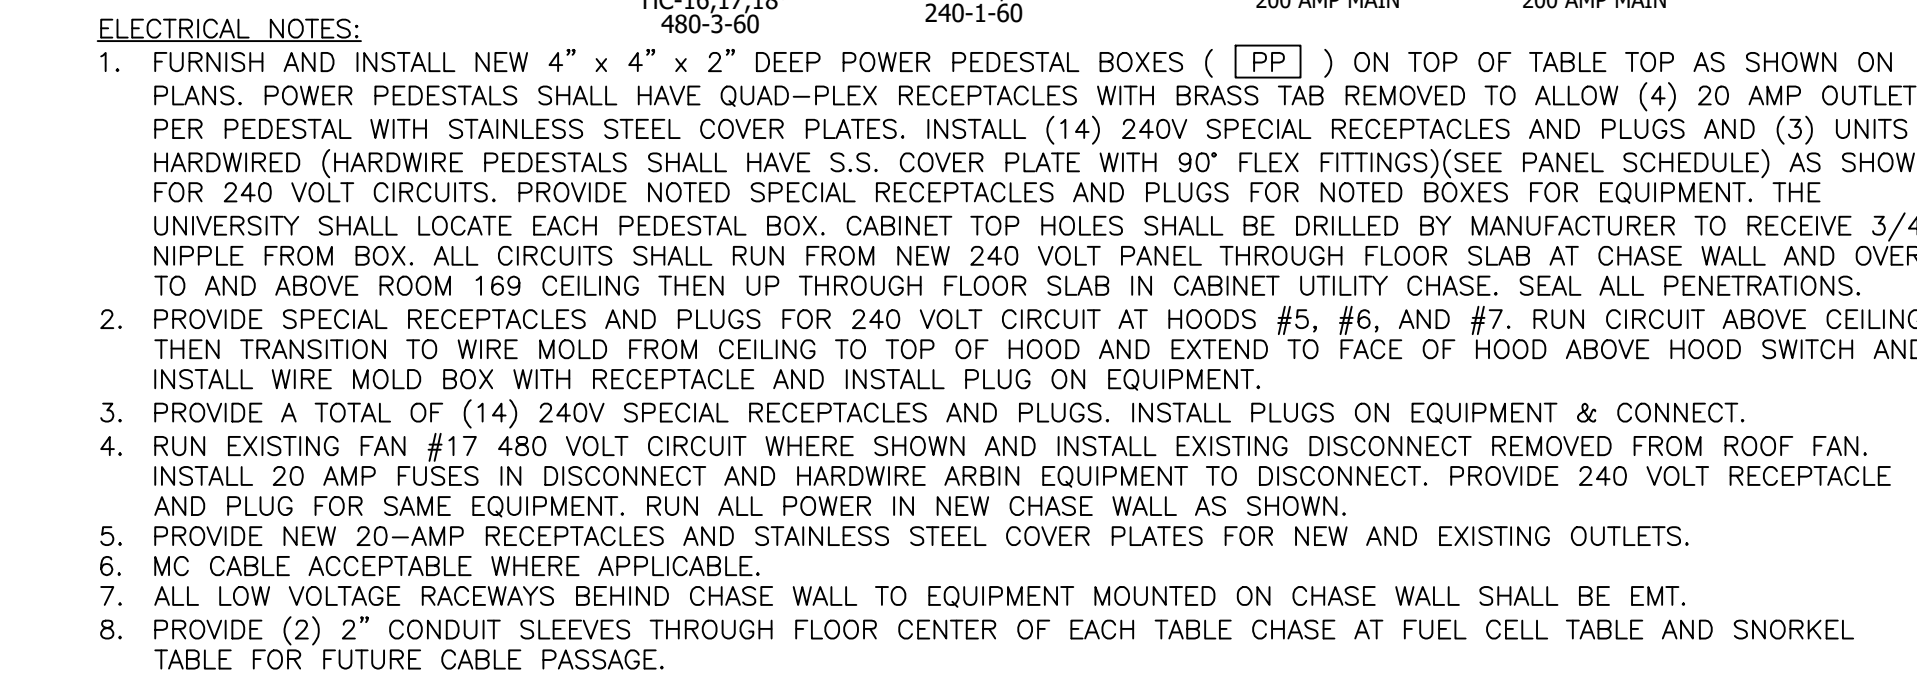 HC-16,17,18
480-3-60
240-1-60
200 AMP MAIN
200 AMP MAIN
ELECTRICAL NOTES:
1. FURNISH AND INSTALL NEW 4” x 4” x 2” DEEP POWER PEDESTAL BOXES ( PP ) ON TOP OF TABLE TOP AS SHOWN ON
PLANS. POWER PEDESTALS SHALL HAVE QUAD–PLEX RECEPTACLES WITH BRASS TAB REMOVED TO ALLOW (4) 20 AMP OUTLET
PER PEDESTAL WITH STAINLESS STEEL COVER PLATES. INSTALL (14) 240V SPECIAL RECEPTACLES AND PLUGS AND (3) UNITS
HARDWIRED (HARDWIRE PEDESTALS SHALL HAVE S.S. COVER PLATE WITH 90° FLEX FITTINGS)(SEE PANEL SCHEDULE) AS SHOW
FOR 240 VOLT CIRCUITS. PROVIDE NOTED SPECIAL RECEPTACLES AND PLUGS FOR NOTED BOXES FOR EQUIPMENT. THE
UNIVERSITY SHALL LOCATE EACH PEDESTAL BOX. CABINET TOP HOLES SHALL BE DRILLED BY MANUFACTURER TO RECEIVE 3/4
NIPPLE FROM BOX. ALL CIRCUITS SHALL RUN FROM NEW 240 VOLT PANEL THROUGH FLOOR SLAB AT CHASE WALL AND OVER
TO AND ABOVE ROOM 169 CEILING THEN UP THROUGH FLOOR SLAB IN CABINET UTILITY CHASE. SEAL ALL PENETRATIONS.
2. PROVIDE SPECIAL RECEPTACLES AND PLUGS FOR 240 VOLT CIRCUIT AT HOODS #5, #6, AND #7. RUN CIRCUIT ABOVE CEILING
THEN TRANSITION TO WIRE MOLD FROM CEILING TO TOP OF HOOD AND EXTEND TO FACE OF HOOD ABOVE HOOD SWITCH AND
INSTALL WIRE MOLD BOX WITH RECEPTACLE AND INSTALL PLUG ON EQUIPMENT.
3. PROVIDE A TOTAL OF (14) 240V SPECIAL RECEPTACLES AND PLUGS. INSTALL PLUGS ON EQUIPMENT & CONNECT.
4. RUN EXISTING FAN #17 480 VOLT CIRCUIT WHERE SHOWN AND INSTALL EXISTING DISCONNECT REMOVED FROM ROOF FAN.
INSTALL 20 AMP FUSES IN DISCONNECT AND HARDWIRE ARBIN EQUIPMENT TO DISCONNECT. PROVIDE 240 VOLT RECEPTACLE
AND PLUG FOR SAME EQUIPMENT. RUN ALL POWER IN NEW CHASE WALL AS SHOWN.
5. PROVIDE NEW 20–AMP RECEPTACLES AND STAINLESS STEEL COVER PLATES FOR NEW AND EXISTING OUTLETS.
6. MC CABLE ACCEPTABLE WHERE APPLICABLE.
7. ALL LOW VOLTAGE RACEWAYS BEHIND CHASE WALL TO EQUIPMENT MOUNTED ON CHASE WALL SHALL BE EMT.
8. PROVIDE (2) 2” CONDUIT SLEEVES THROUGH FLOOR CENTER OF EACH TABLE CHASE AT FUEL CELL TABLE AND SNORKEL
TABLE FOR FUTURE CABLE PASSAGE.